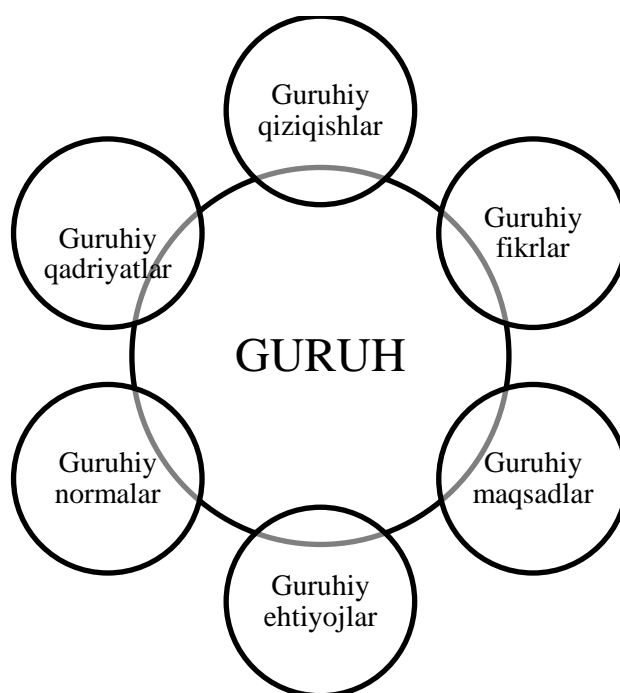 Guruhiy
qiziqishlar
Guruhiy
fikrlar
Guruhiy
maqsadlar
Guruhiy
ehtiyojlar
Guruhiy
normalar
Guruhiy
qadriyatlar
GURUH